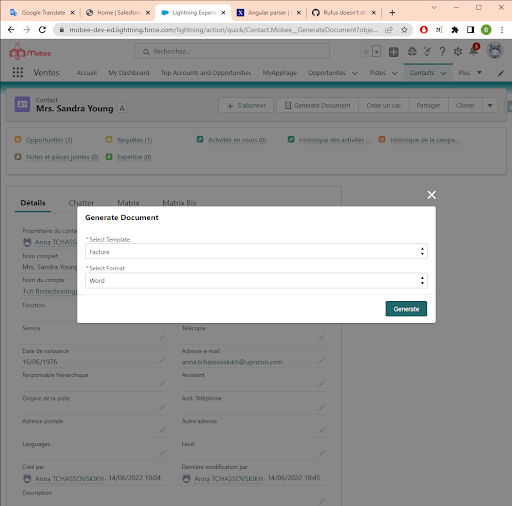 Google Translate
Home | Salesfor
Lightning Experi
Angular parser |
Rufus doesn't d
mobee-dev-ed.lightning.force.com/lightning/action/quick/Contact.Mobee__GenerateDocument?obje...
Mobee
Recherchez...
Ventes
Accueil
My Dashboard
Top Accounts and Opportunities
MyAppPage
Opportunités
Pistes
Contacts
Plus
Contact
Mrs. Sandra Young
S'abonner
Generate Document
Créer un cas
Partager
Cloner
Opportunités (3)
Requêtes (1)
Activités en cours (0)
Historique des activités ...
Historique de la campa...
Notes et pièces jointes (0)
Expertise (0)
Détails
Chatter
Matrix
Matrix Bis
Generate Document
* Select Template
Facture
* Select Format
Word
Generate
Propriétaire du conta
Anna TCHASSOV
Nom complet
Mrs. Sandra Young
Nom du compte
Fch Biotechnology
Fonction
Service
Télécopie
Date de naissance
16/06/1976
Adresse e-mail
anna.tchassovskikh@uprizon.com
Responsable hiérarchique
Assistant
Origine de la piste
Asst. Téléphone
Adresse postale
Autre adresse
Languages
Level
Créé par
Anna TCHASSOVSKIKH, 14/06/2022 10:04
Dernière modification par
Anna TCHASSOVSKIKH, 14/06/2022 10:45
Description